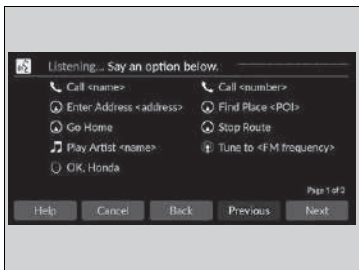 Listening... Say an option below.
Call <name>
Call <number>
Enter Address <address>
Find Place <POI>
Go Home
Stop Route
Play Artist <name>
Tune to <FM frequency>
OK, Honda
Page 1 of 2
Help Cancel Back Previous Next